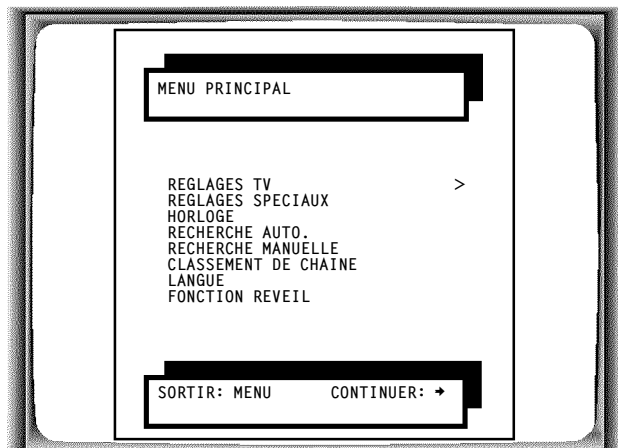 MENU PRINCIPAL
REGLAGES TV >
REGLAGES SPECIAUX
HORLOGE
RECHERCHE AUTO.
RECHERCHE MANUELLE
CLASSEMENT DE CHAINE
LANGUE
FONCTION REVEIL
SORTIR: MENU CONTINUER: →